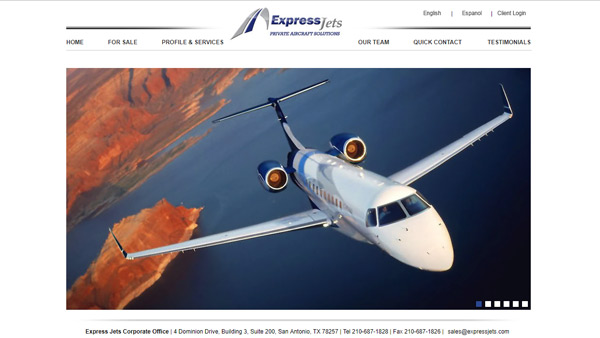 English | Espanol | Client Login
Express Jets
PRIVATE AIRCRAFT SOLUTIONS
HOME FOR SALE PROFILE & SERVICES OUR TEAM QUICK CONTACT TESTIMONIALS
Express Jets Corporate Office | 4 Dominion Drive, Building 3, Suite 200, San Antonio, TX 78257 | Tel 210-687-1828 | Fax 210-687-1826 | sales@expressjets.com